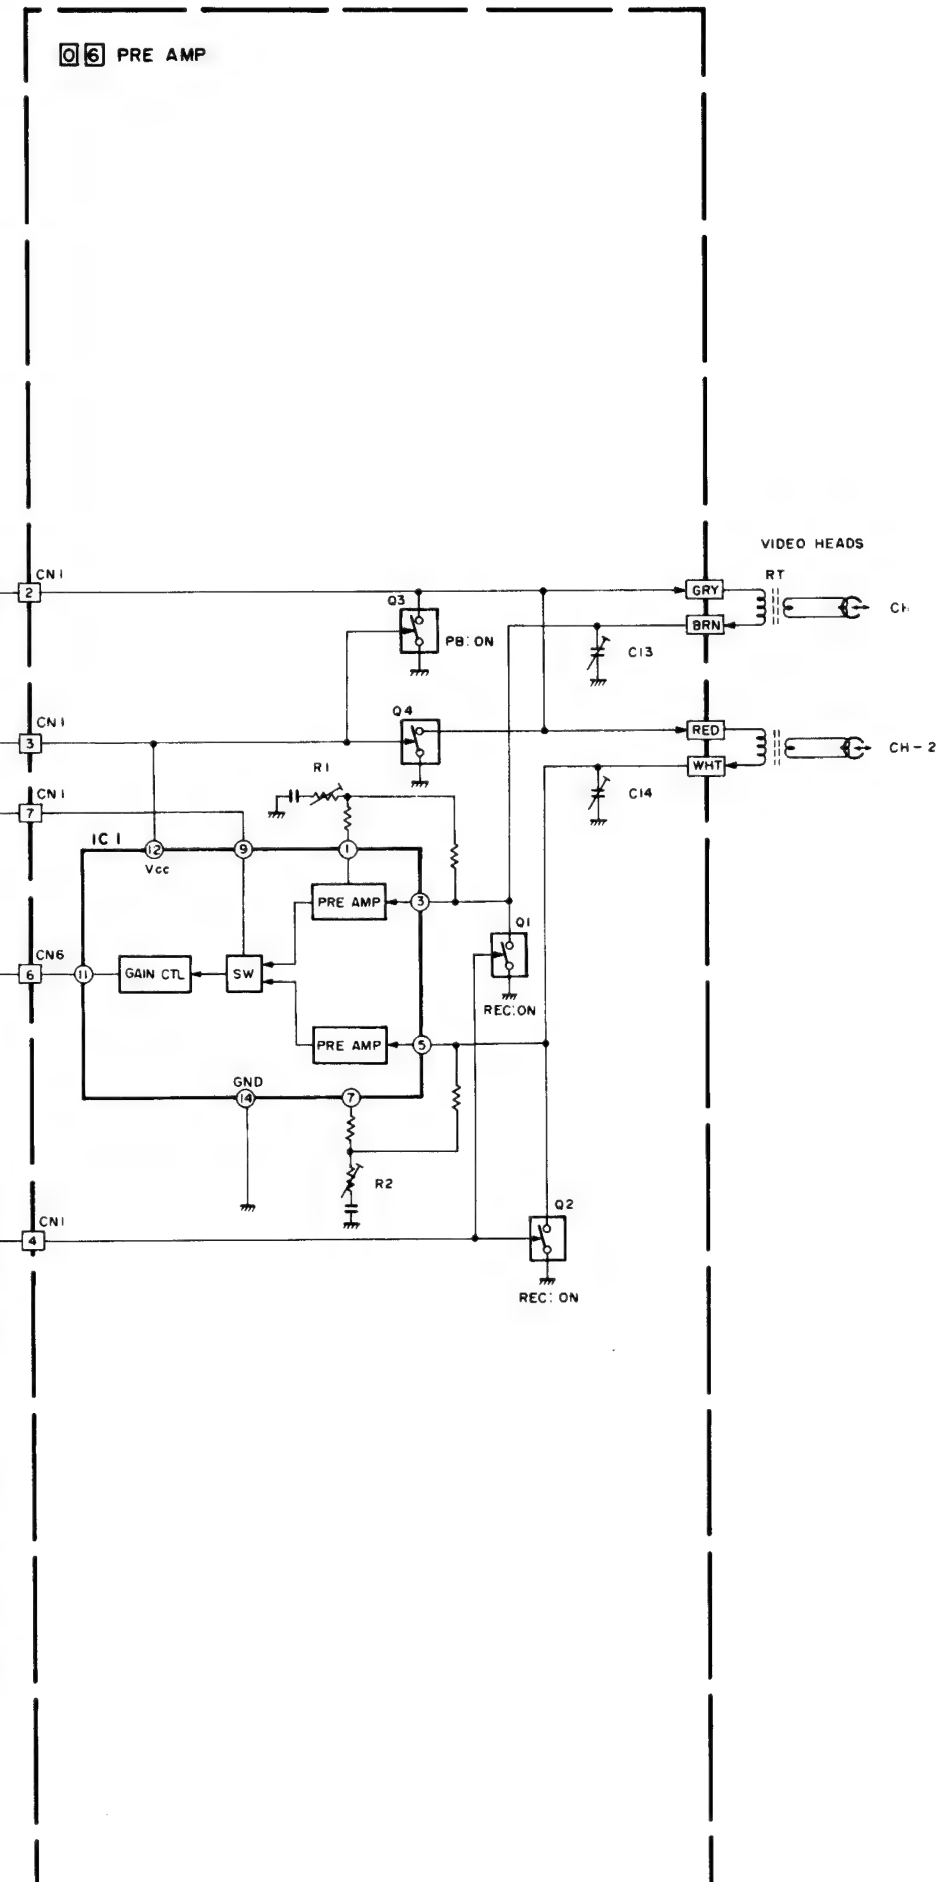 06 PRE AMP
VIDEO HEADS
CN1
2
Q3
PB:ON
GRY
RT
BRN
C13
CH
CN1
3
Q4
RED
CH-2
WHT
C14
R1
CN1
7
IC1
12
9
1
Vcc
PRE AMP
3
Q1
CN6
6
11
GAIN CTL
SW
REC:ON
PRE AMP
5
GND
14
7
R2
CN1
4
Q2
REC:ON